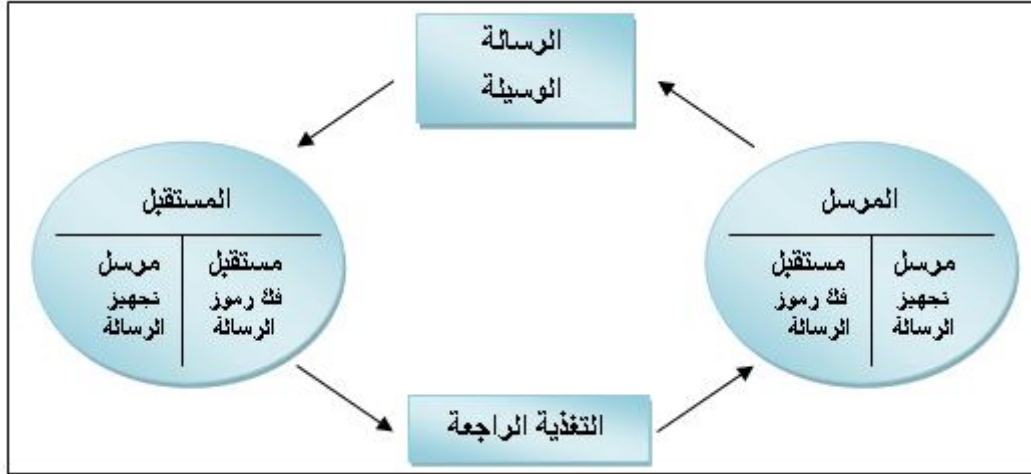 الرسالة
الوسيلة
المرسل
مرسل
تجهيز
الرسالة
مستقبل
فك رموز
الرسالة
المستقبل
مستقبل
فك رموز
الرسالة
مرسل
تجهيز
الرسالة
التغذية الراجعة